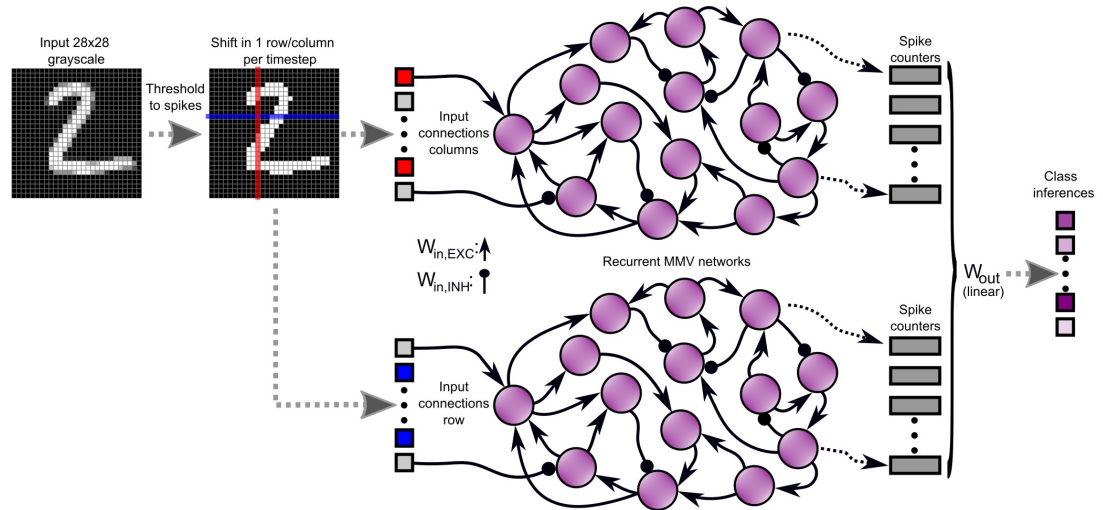 Input 28x28
grayscale
Threshold
to spikes
Shift in 1 row/column
per timestep
Input
connections
columns
Spike
counters
Class
inferences
W_in,EXC:
W_in,INH:
Recurrent MMV networks
W_out
(linear)
Input
connections
row
Spike
counters